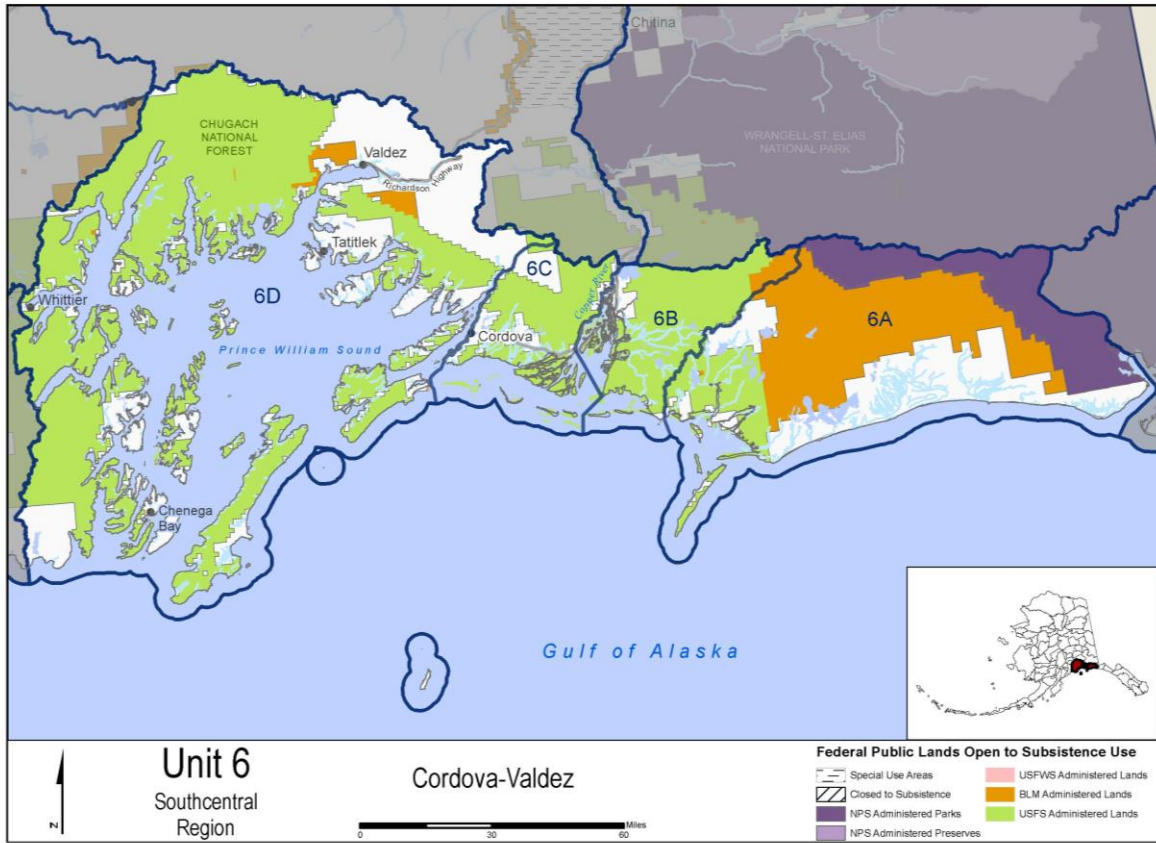 Chitina
CHUGACH
NATIONAL
FOREST
WRANGELL-ST. ELIAS
NATIONAL PARK
Valdez
Richardson Highway
Tatitlek
6C
Copper River
6D
6B
6A
Whittier
Cordova
Prince William Sound
Chenega
Bay
Gulf of Alaska
N
Unit 6
Southcentral
Region
Cordova-Valdez
Miles
0 30 60
Federal Public Lands Open to Subsistence Use
Special Use Areas
Closed to Subsistence
NPS Administered Parks
NPS Administered Preserves
USFWS Administered Lands
BLM Administered Lands
USFS Administered Lands